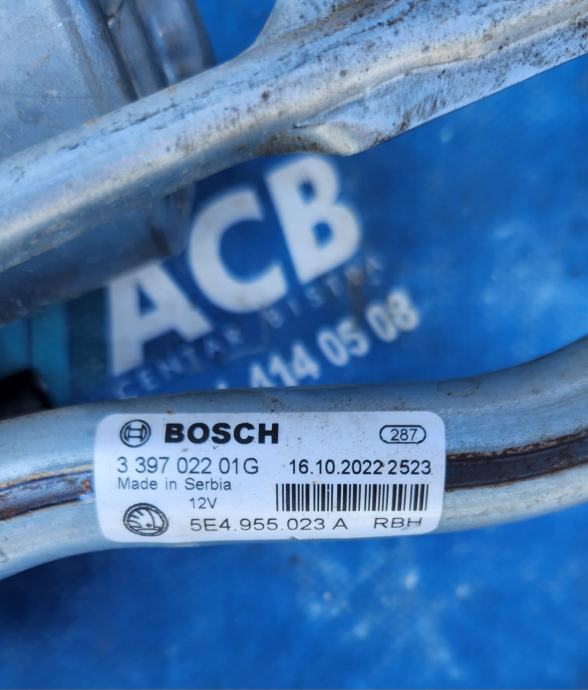 ACB
CENTAR BISTRA
414 05 08
BOSCH 287
3 397 022 01G 16.10.2022 2523
Made in Serbia
12V
5E4.955.023 A RBH